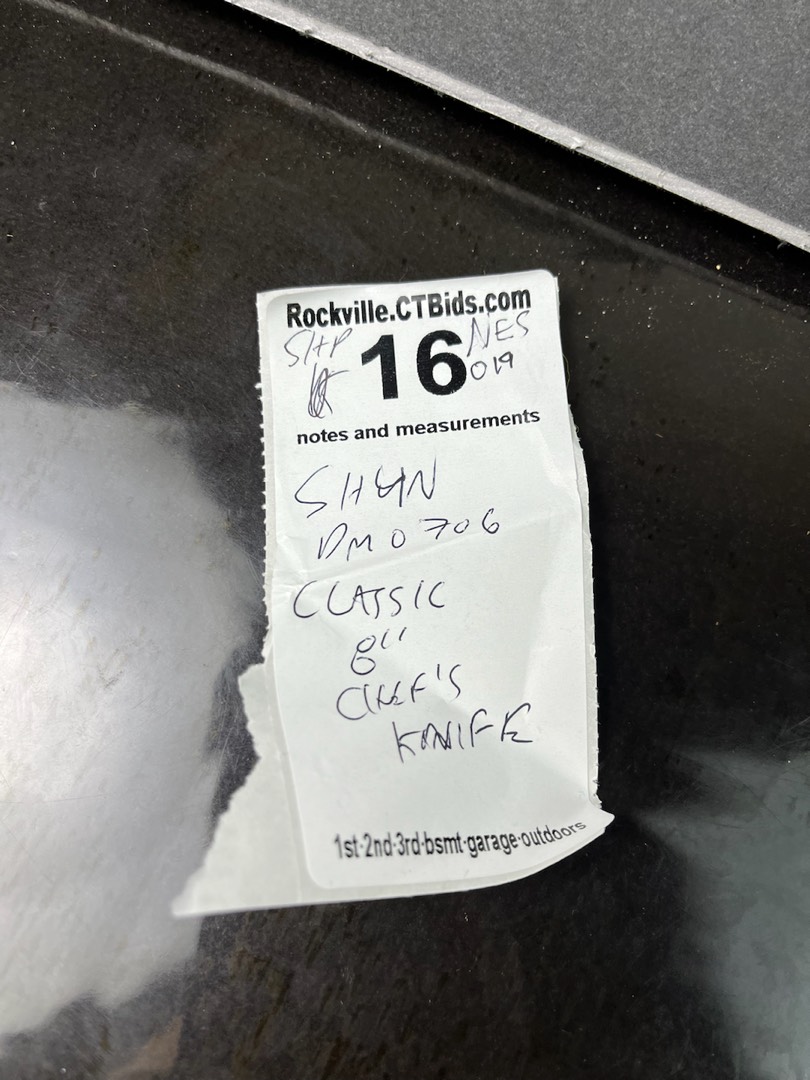 Rockville.CTBids.com
SHP 16 NES
019
notes and measurements
SHUN
DM0706
CLASSIC
8"
CHEF'S
KNIFE
1st·2nd·3rd·bsmt·garage·outdoors